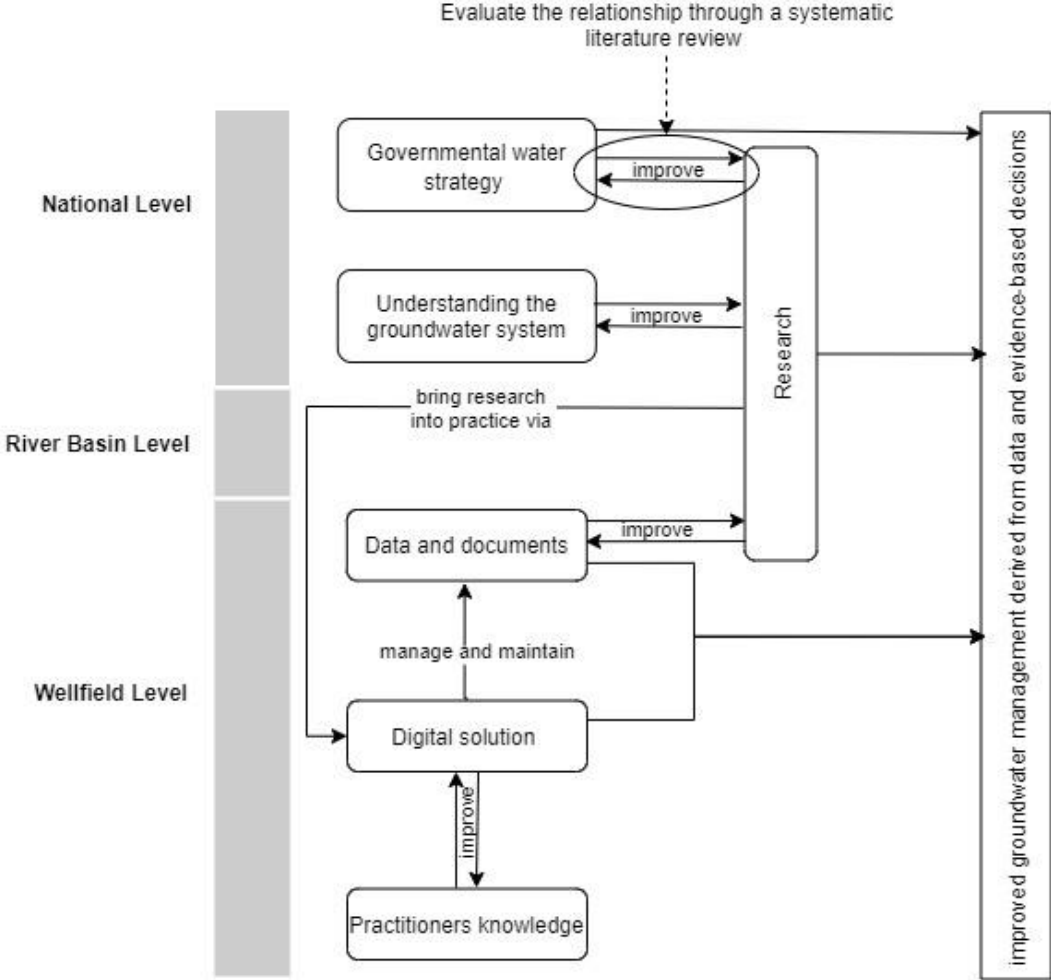 Evaluate the relationship through a systematic
literature review
Governmental water
strategy
improve
National Level
Understanding the
groundwater system
improve
Research
bring research
into practice via
River Basin Level
Data and documents
improve
manage and maintain
Wellfield Level
Digital solution
improve
Practitioners knowledge
improved groundwater management derived from data and evidence-based decisions